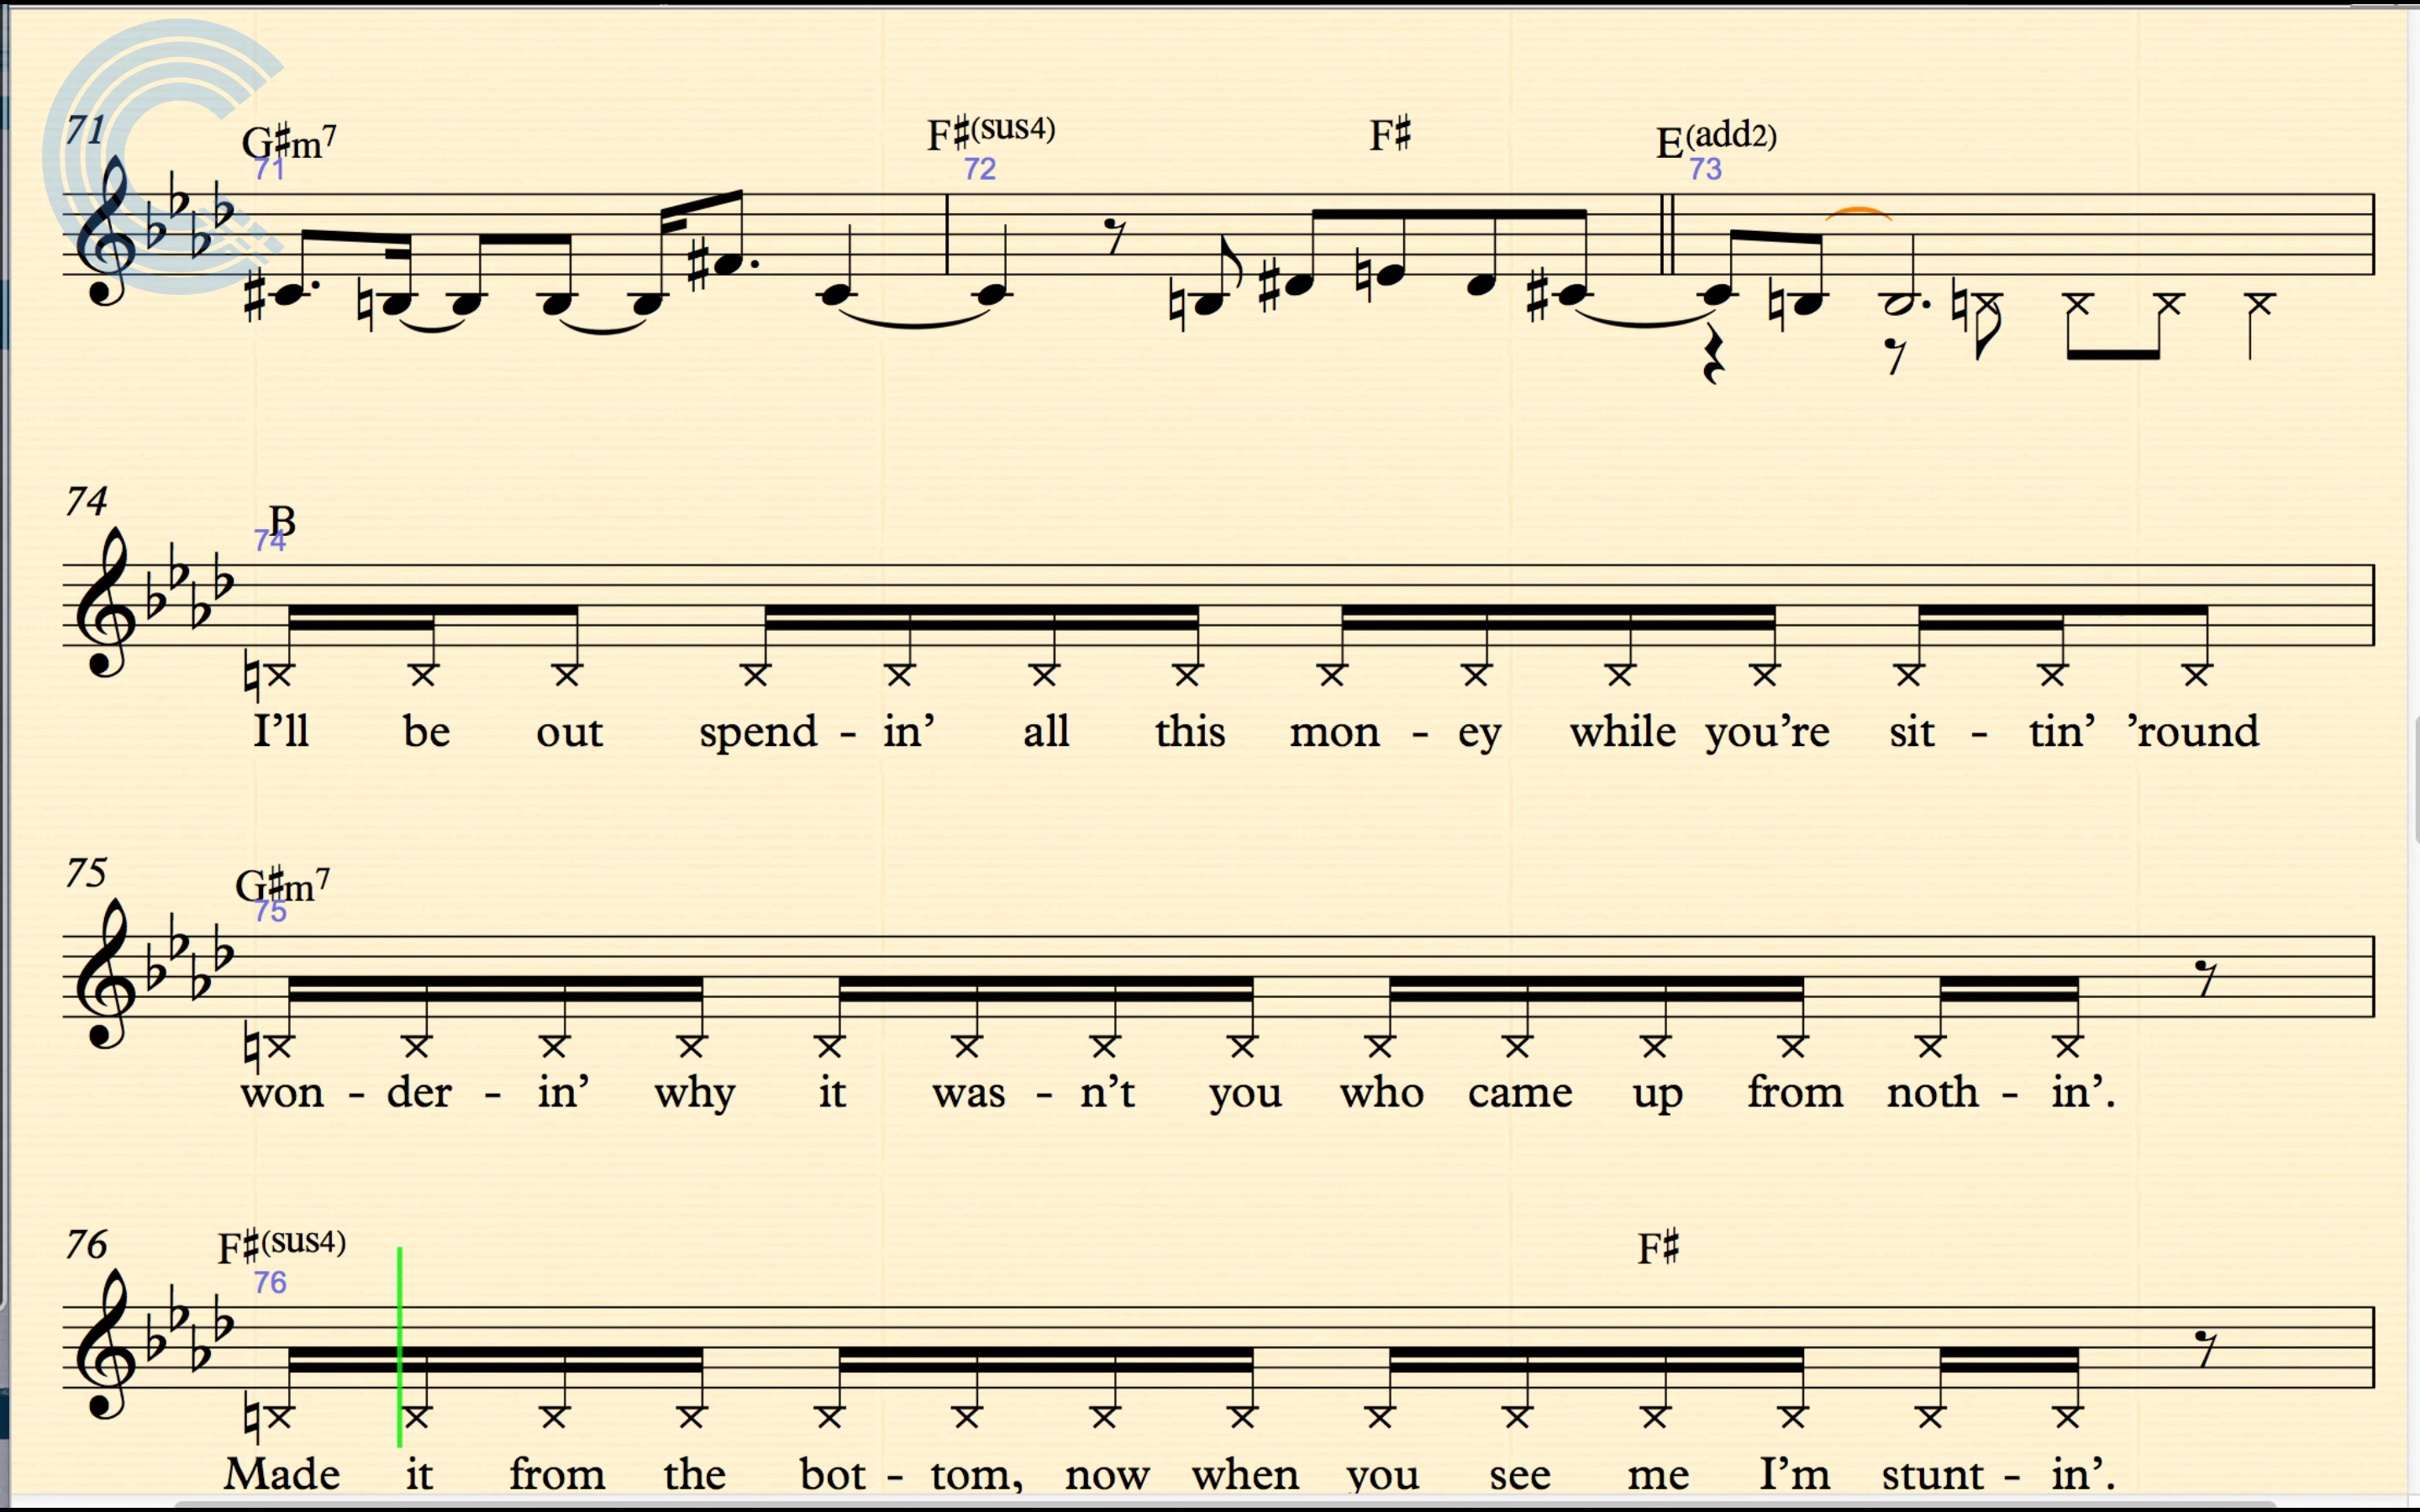 71 G♯m7 F♯(sus4) F♯ E(add2)
71 72 73
74 B
74
I'll be out spend - in' all this mon - ey while you're sit - tin' 'round
75 G♯m7
75
won - der - in' why it was - n't you who came up from noth - in'.
76 F♯(sus4) F♯
76
Made it from the bot - tom, now when you see me I'm stunt - in'.